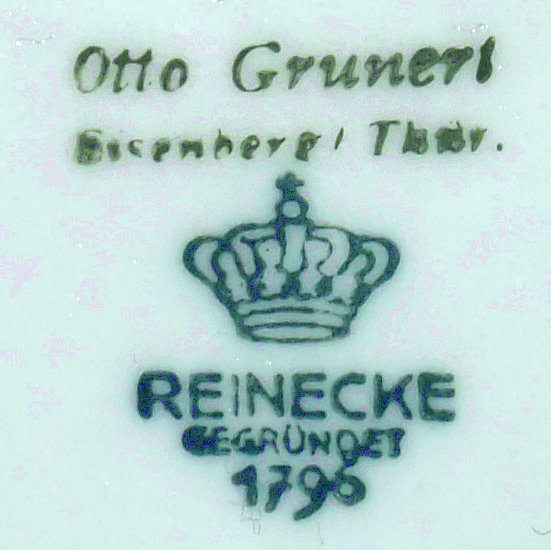 Otto Grunert
Eisenberg i Thür.
REINECKE
GEGRÜNDET
1796